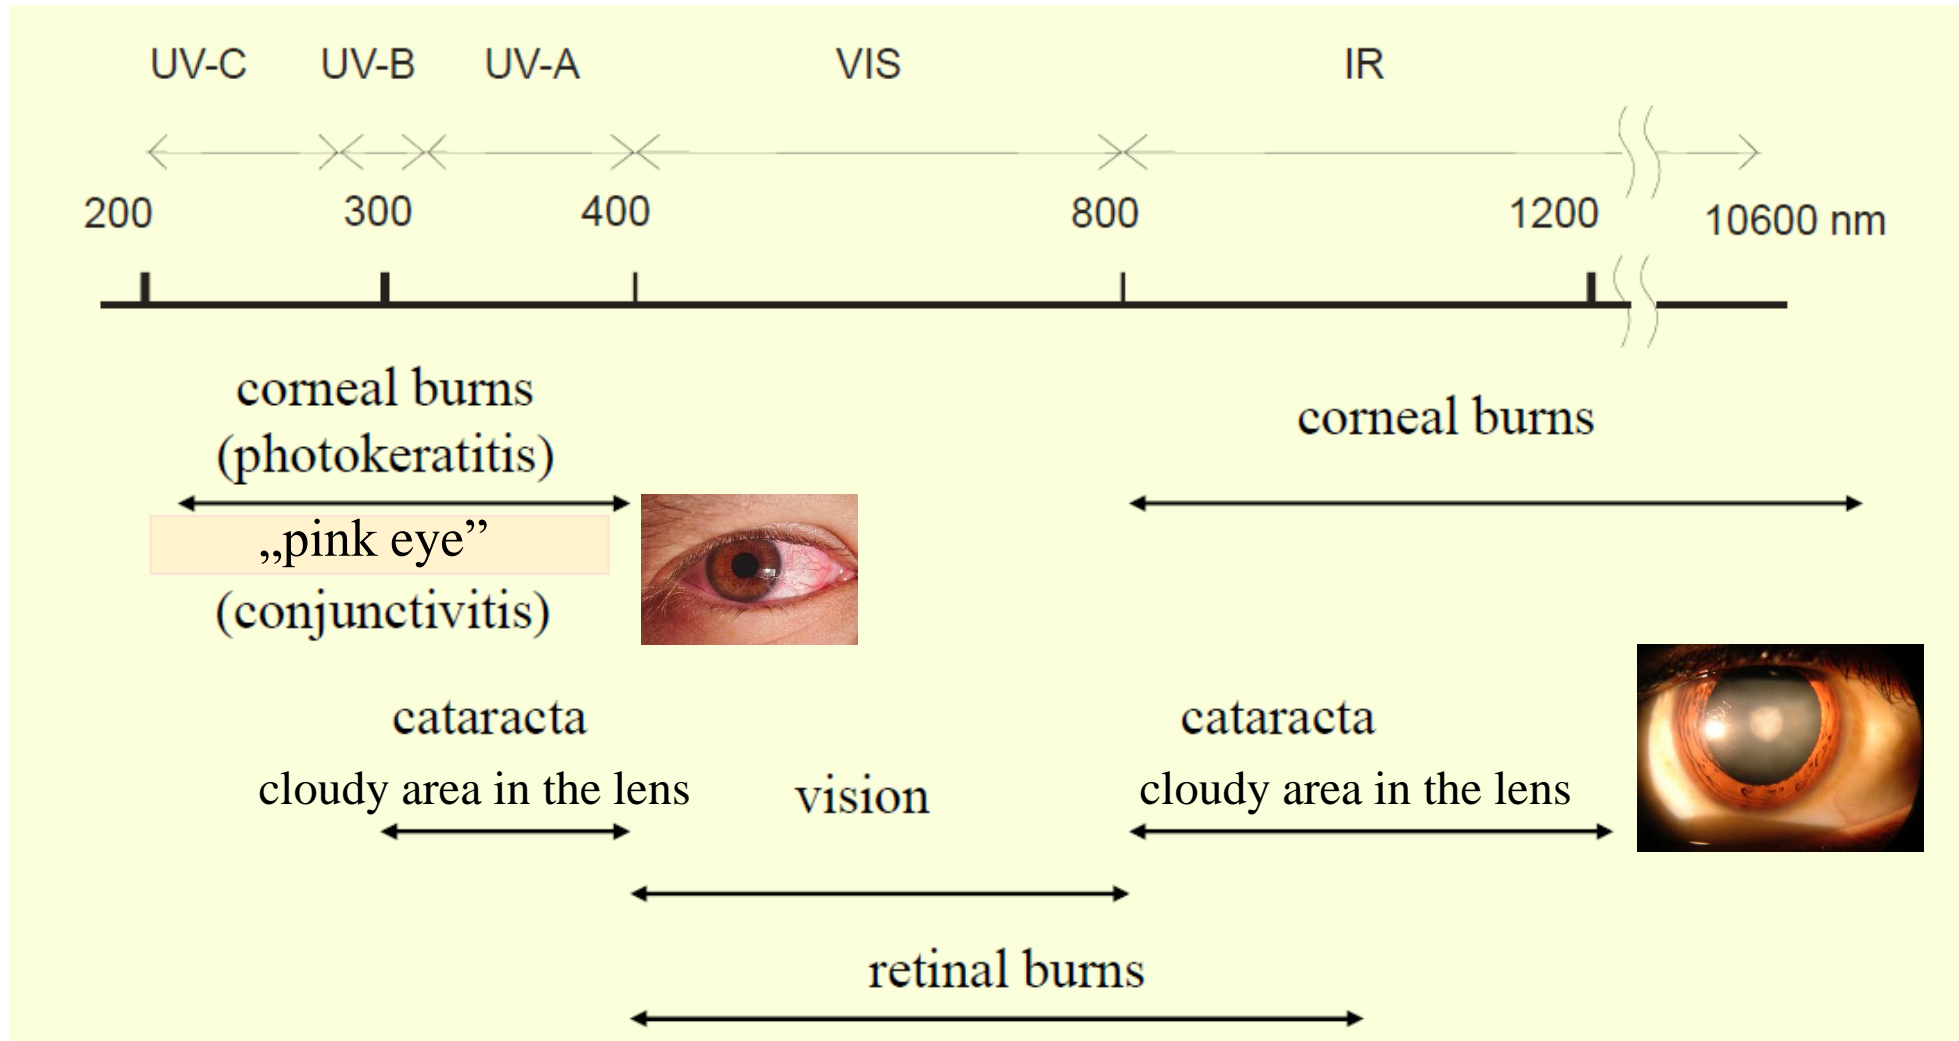 UV-C UV-B UV-A VIS IR
200 300 400 800 1200 10600 nm
corneal burns
(photokeratitis)
„pink eye”
(conjunctivitis)
corneal burns
cataracta
cloudy area in the lens
vision
cataracta
cloudy area in the lens
retinal burns